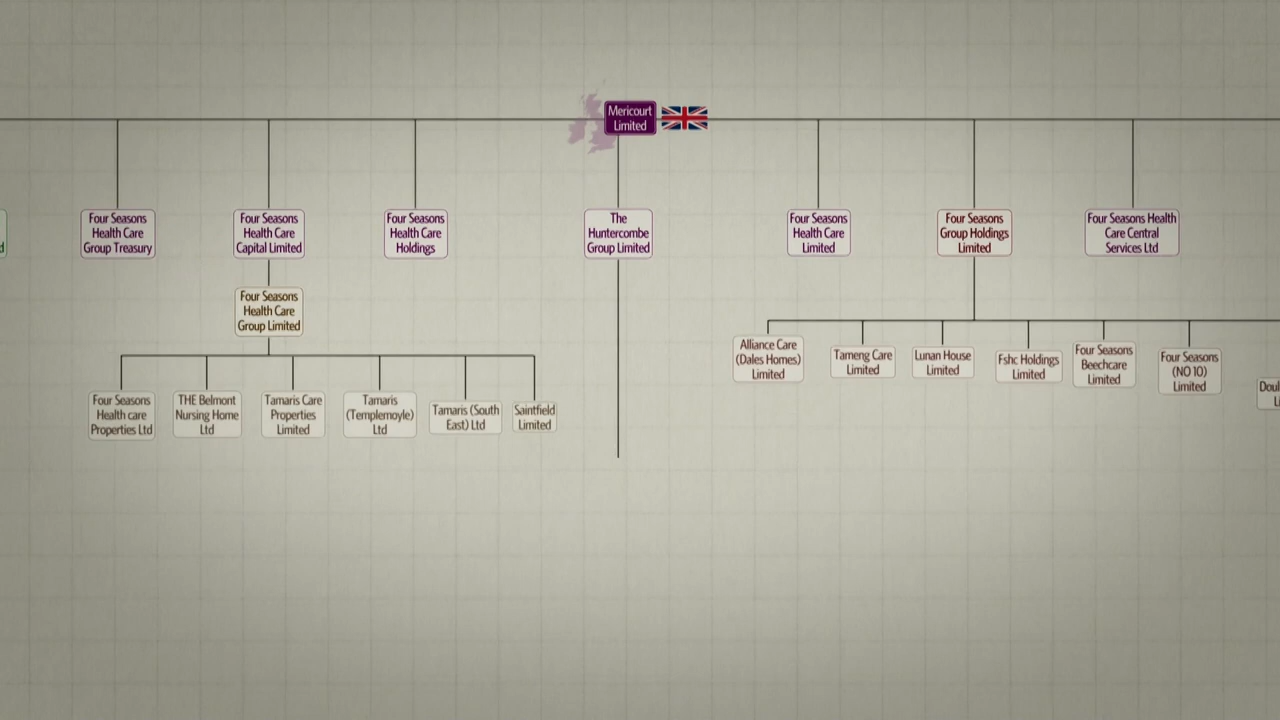 Mericourt
Limited
d
Four Seasons
Health Care
Group Treasury
Four Seasons
Health Care
Capital Limited
Four Seasons
Health Care
Holdings
The
Huntercombe
Group Limited
Four Seasons
Health Care
Limited
Four Seasons
Group Holdings
Limited
Four Seasons Health
Care Central
Services Ltd
Four Seasons
Health Care
Group Limited
Alliance Care
(Dales Homes)
Limited
Tameng Care
Limited
Lunan House
Limited
Fshc Holdings
Limited
Four Seasons
Beechcare
Limited
Four Seasons
(NO 10)
Limited
Doul
Li
Four Seasons
Health care
Properties Ltd
THE Belmont
Nursing Home
Ltd
Tamaris Care
Properties
Limited
Tamaris
(Templemoyle)
Ltd
Tamaris (South
East) Ltd
Saintfield
Limited